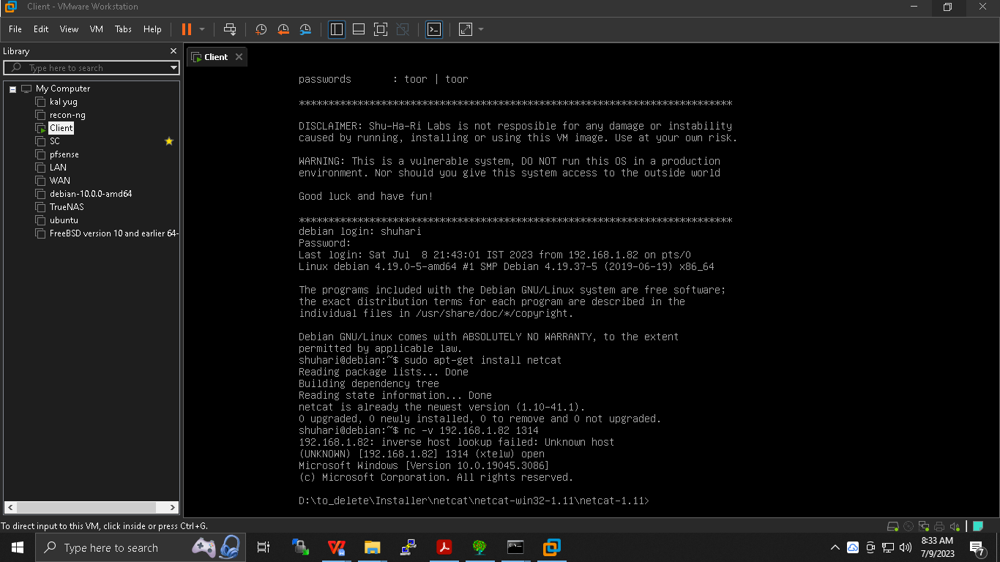 Client - VMware Workstation
File Edit View VM Tabs Help
Library
Type here to search
My Computer
kal yug
recon-ng
Client
SC
pfsense
LAN
WAN
debian-10.0.0-amd64
TrueNAS
ubuntu
FreeBSD version 10 and earlier 64-
Client
passwords       : toor | toor
**************************************************************************
DISCLAIMER: Shu-Ha-Ri Labs is not resposible for any damage or instability
caused by running, installing or using this VM image. Use at your own risk.
WARNING: This is a vulnerable system, DO NOT run this OS in a production
environment. Nor should you give this system access to the outside world
Good luck and have fun!
**************************************************************************
debian login: shuhari
Password:
Last login: Sat Jul  8 21:43:01 IST 2023 from 192.168.1.82 on pts/0
Linux debian 4.19.0-5-amd64 #1 SMP Debian 4.19.37-5 (2019-06-19) x86_64
The programs included with the Debian GNU/Linux system are free software;
the exact distribution terms for each program are described in the
individual files in /usr/share/doc/*/copyright.
Debian GNU/Linux comes with ABSOLUTELY NO WARRANTY, to the extent
permitted by applicable law.
shuhari@debian:~$ sudo apt-get install netcat
Reading package lists... Done
Building dependency tree
Reading state information... Done
netcat is already the newest version (1.10-41.1).
0 upgraded, 0 newly installed, 0 to remove and 0 not upgraded.
shuhari@debian:~$ nc -v 192.168.1.82 1314
192.168.1.82: inverse host lookup failed: Unknown host
(UNKNOWN) [192.168.1.82] 1314 (xtelw) open
Microsoft Windows [Version 10.0.19045.3086]
(c) Microsoft Corporation. All rights reserved.
D:\to_delete\Installer\netcat\netcat-win32-1.11\netcat-1.11>
To direct input to this VM, click inside or press Ctrl+G.
Type here to search
8:33 AM
7/9/2023
7